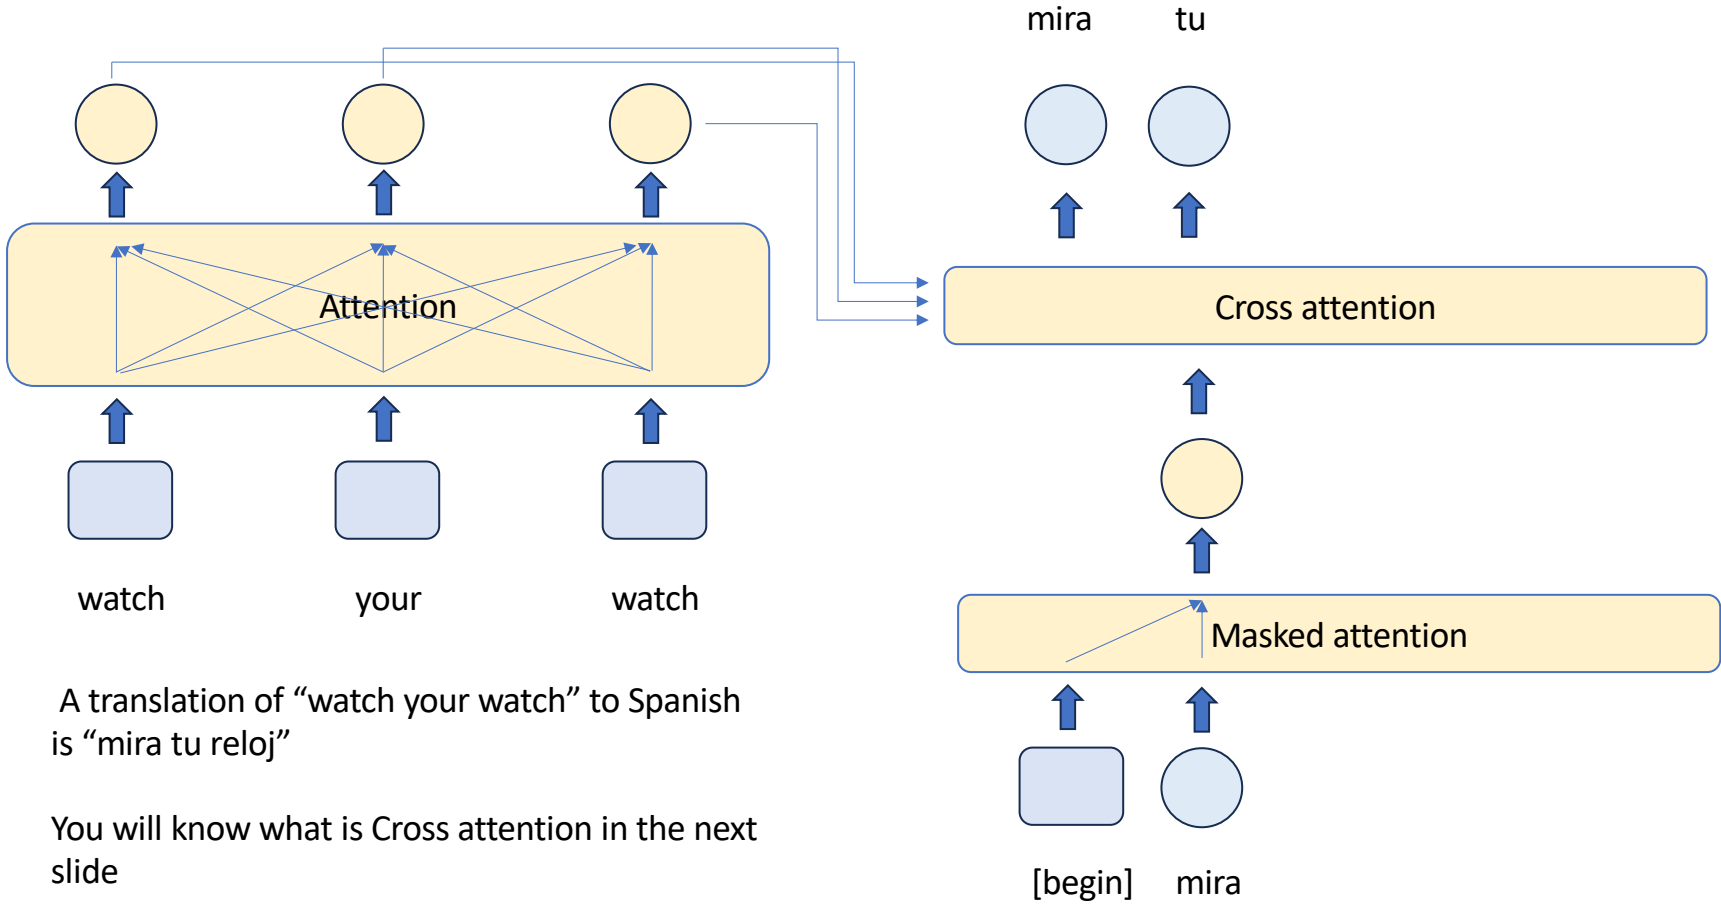 mira tu
Attention
Cross attention
watch your watch
Masked attention
A translation of “watch your watch” to Spanish
is “mira tu reloj”
You will know what is Cross attention in the next
slide
[begin] mira